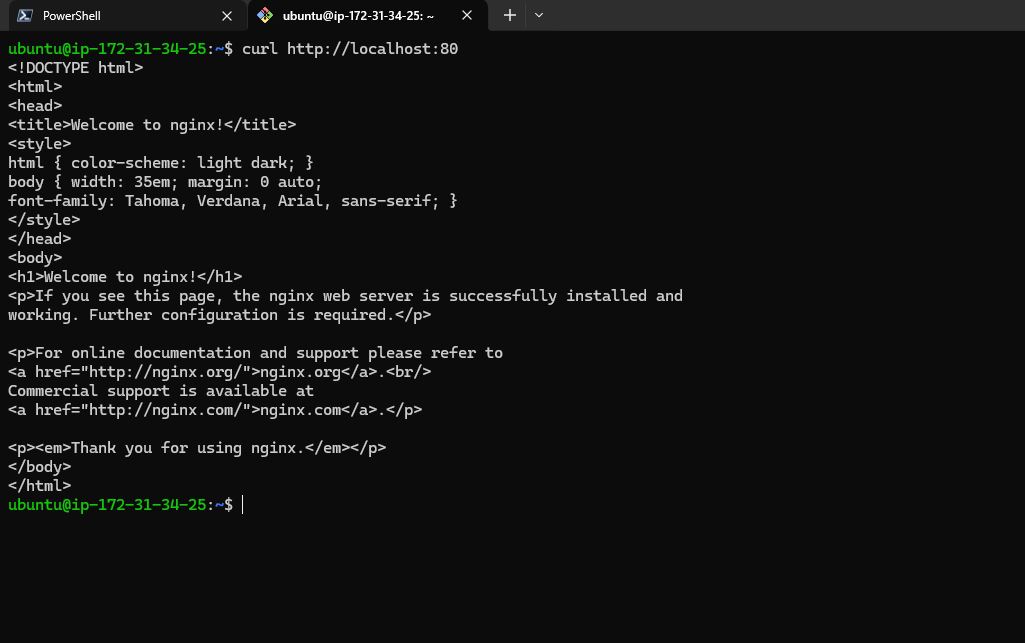 PowerShell
ubuntu@ip-172-31-34-25: ~
ubuntu@ip-172-31-34-25:~$ curl http://localhost:80
<!DOCTYPE html>
<html>
<head>
<title>Welcome to nginx!</title>
<style>
html { color-scheme: light dark; }
body { width: 35em; margin: 0 auto;
font-family: Tahoma, Verdana, Arial, sans-serif; }
</style>
</head>
<body>
<h1>Welcome to nginx!</h1>
<p>If you see this page, the nginx web server is successfully installed and
working. Further configuration is required.</p>

<p>For online documentation and support please refer to
<a href="http://nginx.org/">nginx.org</a>.<br/>
Commercial support is available at
<a href="http://nginx.com/">nginx.com</a>.</p>

<p><em>Thank you for using nginx.</em></p>
</body>
</html>
ubuntu@ip-172-31-34-25:~$